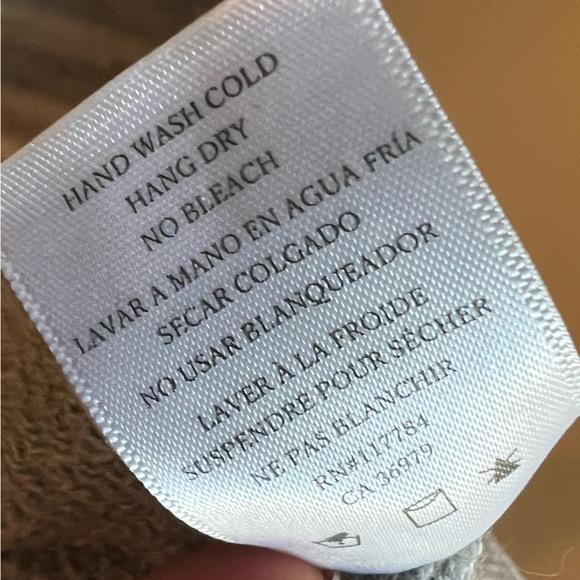 HAND WASH COLD
HANG DRY
NO BLEACH
LAVAR A MANO EN AGUA FRÍA
SECAR COLGADO
NO USAR BLANQUEADOR
LAVER À LA FROIDE
SUSPENDRE POUR SÉCHER
NE PAS BLANCHIR
RN#117784
CA 36979